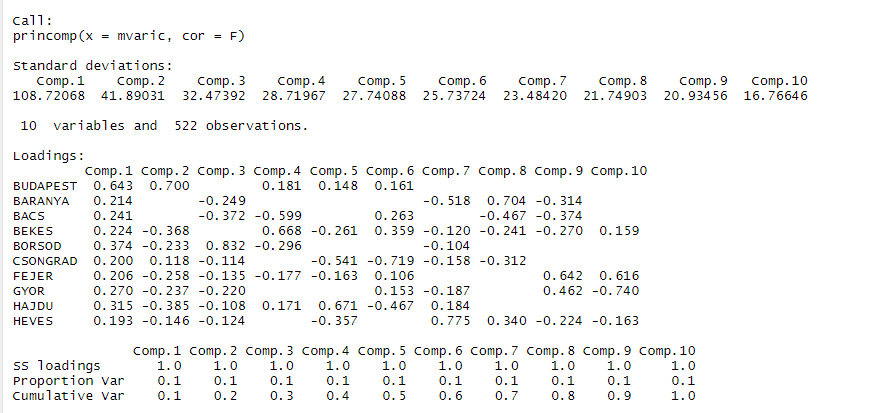 Call:
princomp(x = mvaric, cor = F)
Standard deviations:
Comp.1 Comp.2 Comp.3 Comp.4 Comp.5 Comp.6 Comp.7 Comp.8 Comp.9 Comp.10
108.72068 41.89031 32.47392 28.71967 27.74088 25.73724 23.48420 21.74903 20.93456 16.76646
10 variables and 522 observations.
Loadings:
Comp.1 Comp.2 Comp.3 Comp.4 Comp.5 Comp.6 Comp.7 Comp.8 Comp.9 Comp.10
BUDAPEST 0.643 0.700 0.181 0.148 0.161
BARANYA 0.214 -0.249 -0.518 0.704 -0.314
BACS 0.241 -0.372 -0.599 0.263 -0.467 -0.374
BEKES 0.224 -0.368 0.668 -0.261 0.359 -0.120 -0.241 -0.270 0.159
BORSOD 0.374 -0.233 0.832 -0.296 -0.104
CSONGRAD 0.200 0.118 -0.114 -0.541 -0.719 -0.158 -0.312
FEJER 0.206 -0.258 -0.135 -0.177 -0.163 0.106 0.642 0.616
GYOR 0.270 -0.237 -0.220 0.153 -0.187 0.462 -0.740
HAJDU 0.315 -0.385 -0.108 0.171 0.671 -0.467 0.184
HEVES 0.193 -0.146 -0.124 -0.357 0.775 0.340 -0.224 -0.163
Comp.1 Comp.2 Comp.3 Comp.4 Comp.5 Comp.6 Comp.7 Comp.8 Comp.9 Comp.10
SS loadings 1.0 1.0 1.0 1.0 1.0 1.0 1.0 1.0 1.0 1.0
Proportion Var 0.1 0.1 0.1 0.1 0.1 0.1 0.1 0.1 0.1 0.1
Cumulative Var 0.1 0.2 0.3 0.4 0.5 0.6 0.7 0.8 0.9 1.0